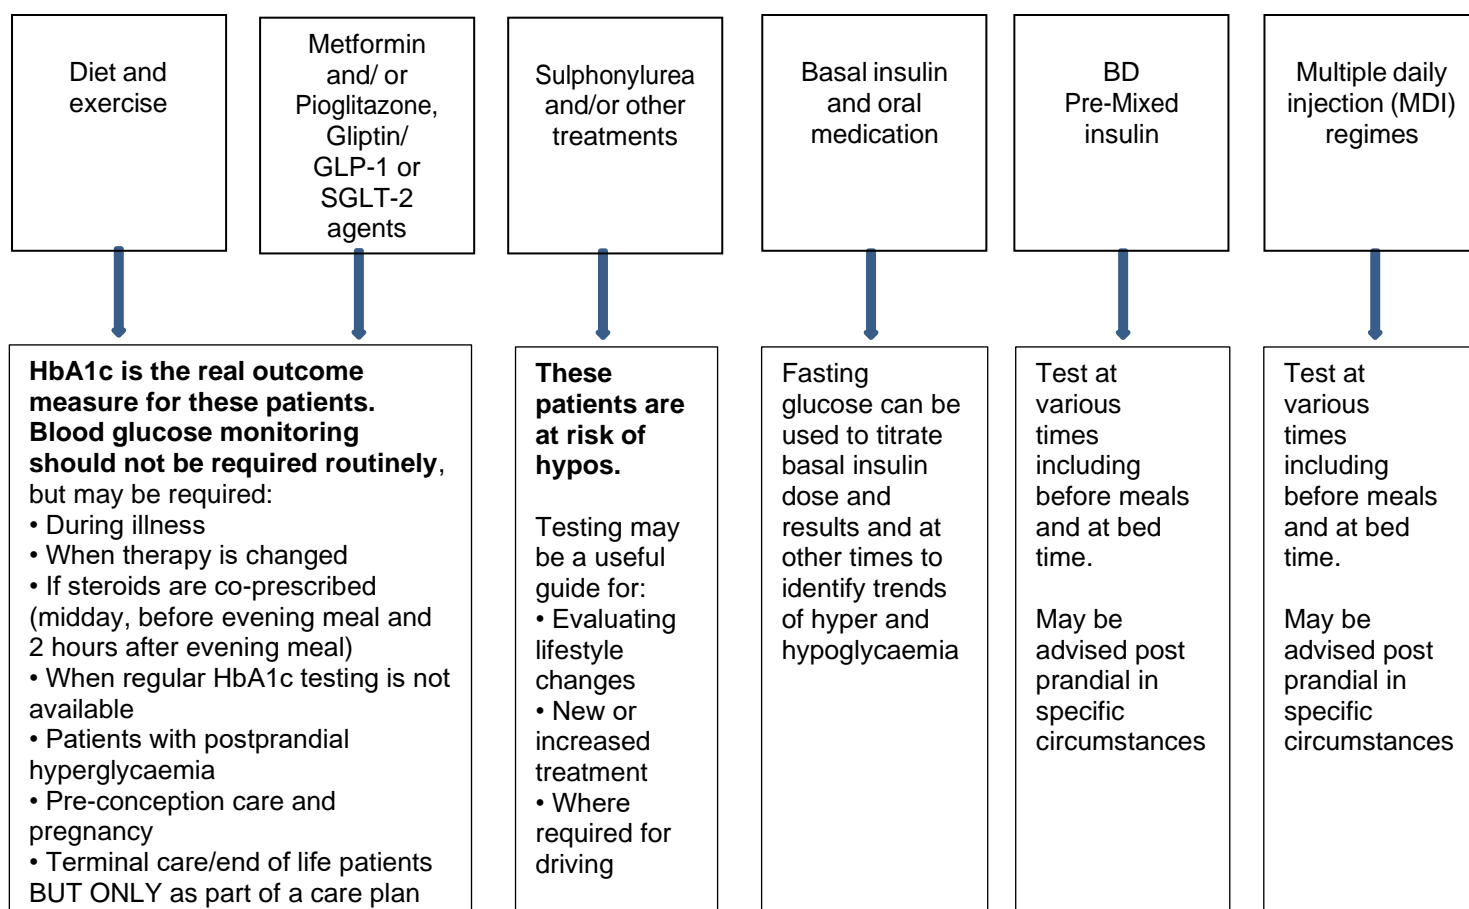 Diet and
exercise
Metformin
and/ or
Pioglitazone,
Gliptin/
GLP-1 or
SGLT-2
agents
Sulphonylurea
and/or other
treatments
Basal insulin
and oral
medication
BD
Pre-Mixed
insulin
Multiple daily
injection (MDI)
regimes
HbA1c is the real outcome
measure for these patients.
Blood glucose monitoring
should not be required routinely,
but may be required:
• During illness
• When therapy is changed
• If steroids are co-prescribed
(midday, before evening meal and
2 hours after evening meal)
• When regular HbA1c testing is not
available
• Patients with postprandial
hyperglycaemia
• Pre-conception care and
pregnancy
• Terminal care/end of life patients
BUT ONLY as part of a care plan
These
patients are
at risk of
hypos.
Testing may
be a useful
guide for:
• Evaluating
lifestyle
changes
• New or
increased
treatment
• Where
required for
driving
Fasting
glucose can be
used to titrate
basal insulin
dose and
results and at
other times to
identify trends
of hyper and
hypoglycaemia
Test at
various
times
including
before meals
and at bed
time.
May be
advised post
prandial in
specific
circumstances
Test at
various
times
including
before meals
and at bed
time.
May be
advised post
prandial in
specific
circumstances